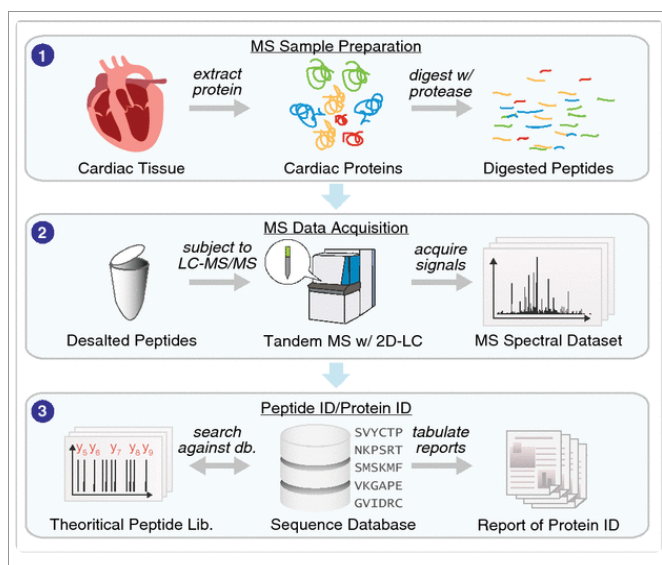 1
MS Sample Preparation
extract
protein
digest w/
protease
Cardiac Tissue
Cardiac Proteins
Digested Peptides
2
MS Data Acquisition
subject to
LC-MS/MS
acquire
signals
Desalted Peptides
Tandem MS w/ 2D-LC
MS Spectral Dataset
3
Peptide ID/Protein ID
y5 y6 y7 y8 y9
search
against db.
SVYCTP
NKPSRT
SMSKMF
VKGAPE
GVIDRC
tabulate
reports
Theoritical Peptide Lib.
Sequence Database
Report of Protein ID